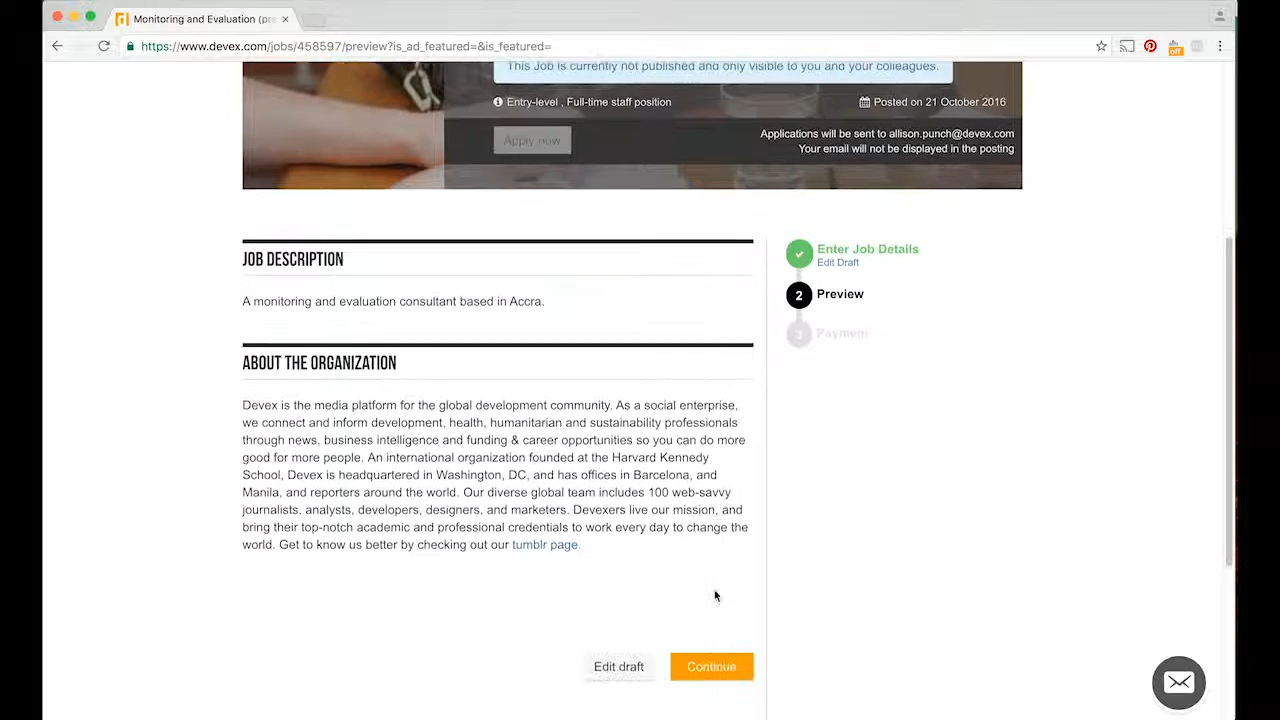 Monitoring and Evaluation (pre
https://www.devex.com/jobs/458597/preview?is_ad_featured=&is_featured=
off
This Job is currently not published and only visible to you and your colleagues.
Entry-level , Full-time staff position
Posted on 21 October 2016
Apply now
Applications will be sent to allison.punch@devex.com
Your email will not be displayed in the posting
JOB DESCRIPTION
A monitoring and evaluation consultant based in Accra.
ABOUT THE ORGANIZATION
Devex is the media platform for the global development community. As a social enterprise,
we connect and inform development, health, humanitarian and sustainability professionals
through news, business intelligence and funding & career opportunities so you can do more
good for more people. An international organization founded at the Harvard Kennedy
School, Devex is headquartered in Washington, DC, and has offices in Barcelona, and
Manila, and reporters around the world. Our diverse global team includes 100 web-savvy
journalists, analysts, developers, designers, and marketers. Devexers live our mission, and
bring their top-notch academic and professional credentials to work every day to change the
world. Get to know us better by checking out our tumblr page.
Edit draft
Continue
Enter Job Details
Edit Draft
2
Preview
3
Payment